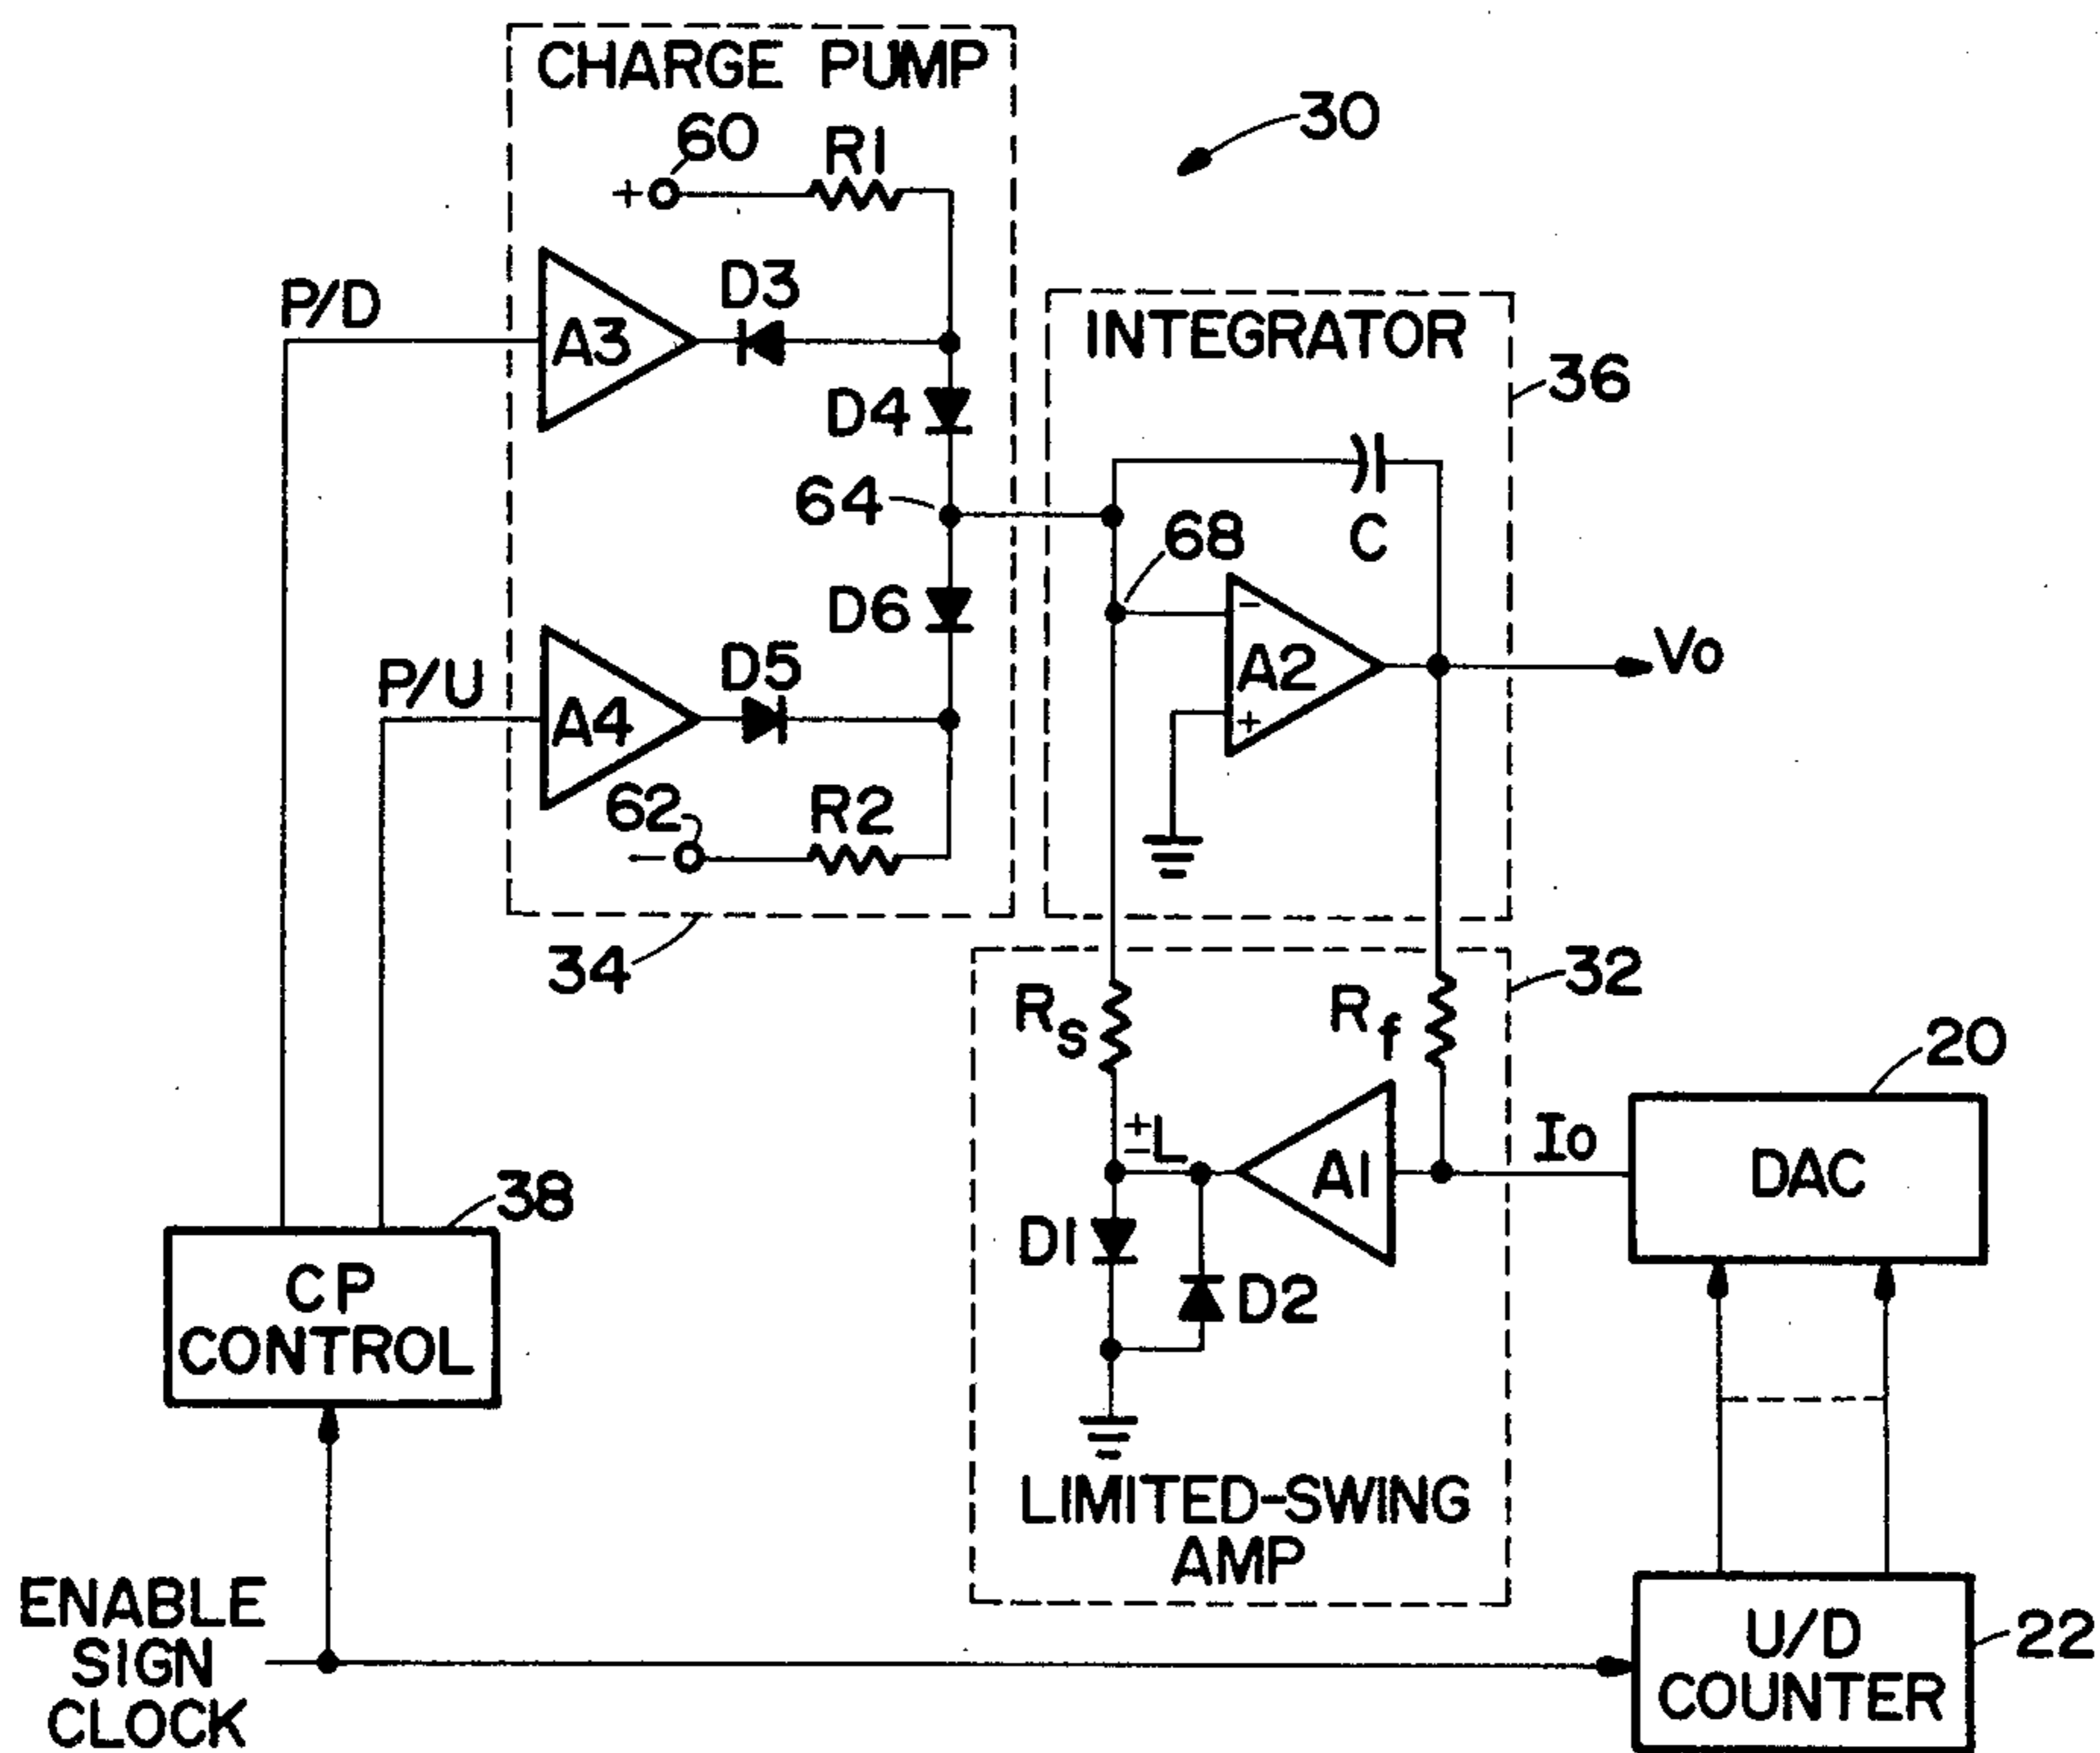 CHARGE PUMP
60
R1
+
30
P/D
A3
D3
INTEGRATOR
36
D4
64
C
68
D6
-
A2
+
Vo
P/U
A4
D5
62
R2
-
34
32
Rs
Rf
20
±L
A1
Io
DAC
38
D1
D2
CP
CONTROL
LIMITED-SWING
AMP
ENABLE
SIGN
CLOCK
U/D
COUNTER
22